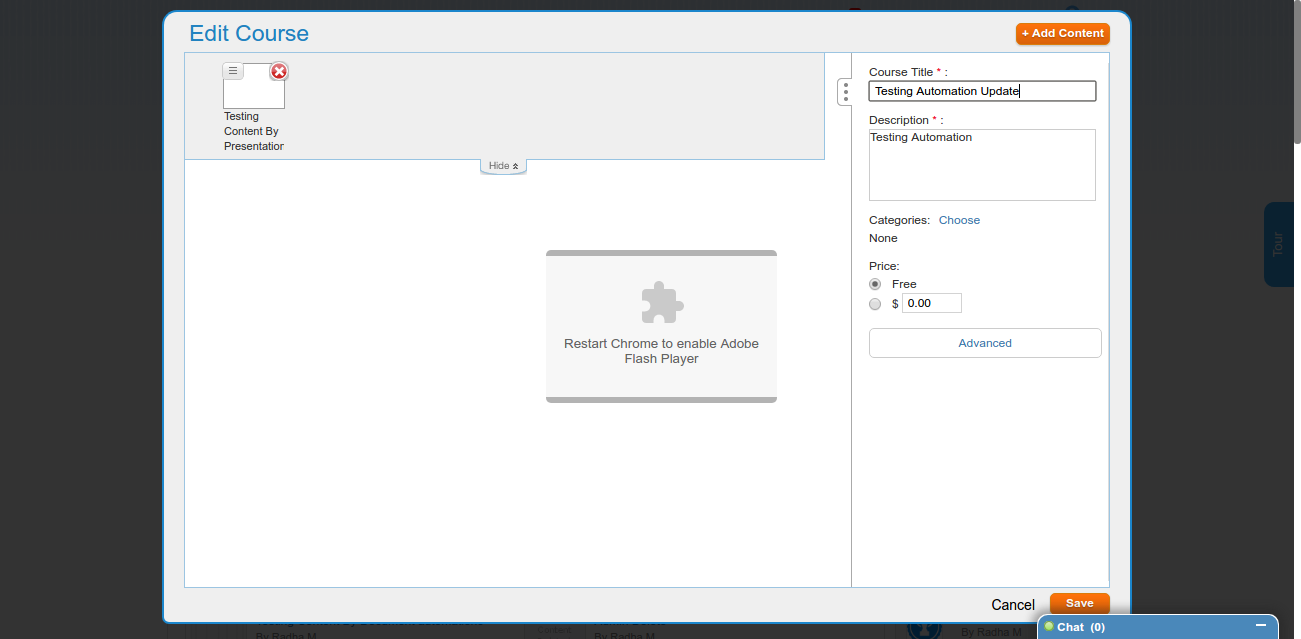 Edit Course
+ Add Content
Testing
Content By
Presentation
Hide
Course Title * :
Testing Automation Update
Description * :
Testing Automation
Categories: Choose
None
Price:
Free
$ 0.00
Advanced
Restart Chrome to enable Adobe
Flash Player
Tour
Cancel
Save
By Radha M
By Radha M
By Radha M
Chat (0)